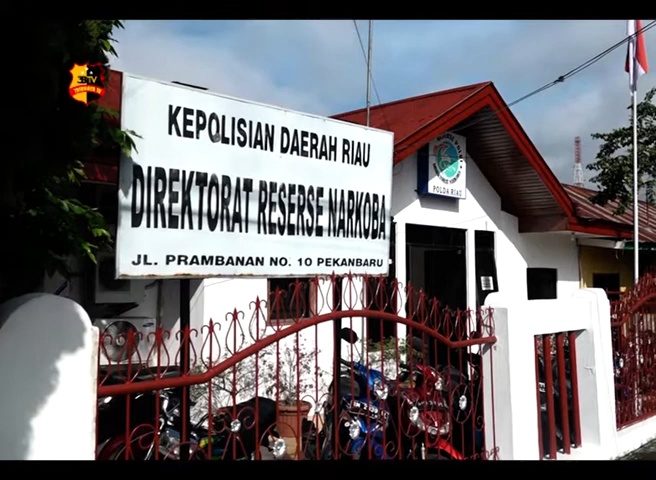 KEPOLISIAN DAERAH RIAU
DIREKTORAT RESERSE NARKOBA
JL. PRAMBANAN NO. 10 PEKANBARU
POLDA RIAU